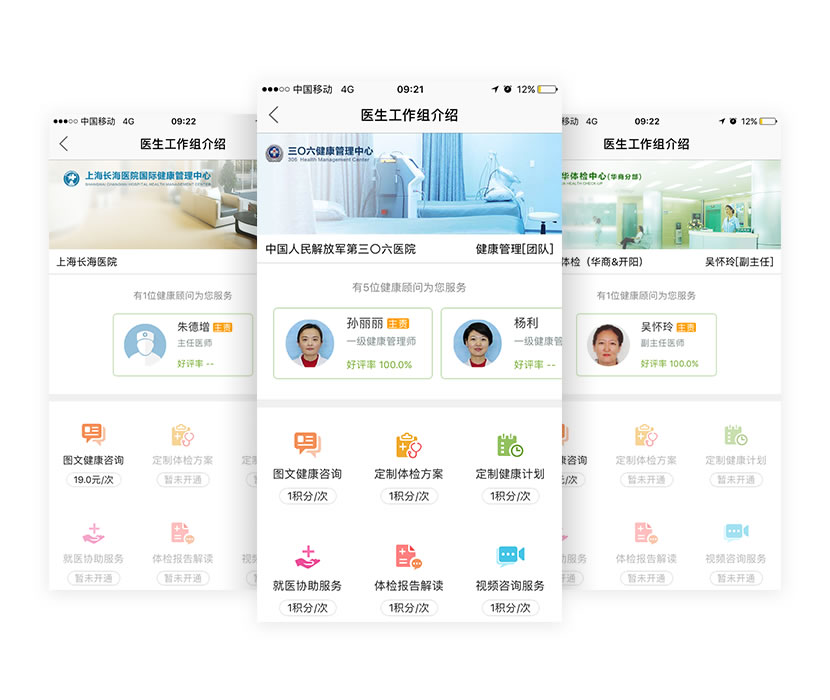 中国移动 4G 09:22
医生工作组介绍
上海长海医院国际健康管理中心
SHANGHAI CHANGHAI HOSPITAL HEALTH MANAGEMENT CENTER
上海长海医院
有1位健康顾问为您服务
朱德增 主责
主任医师
好评率 --
图文健康咨询 定制体检方案 定制
19.0元/次 暂未开通
就医协助服务 体检报告解读 视频
暂未开通 暂未开通
中国移动 4G 09:21 12%
医生工作组介绍
三〇六健康管理中心
306 Health Management Center
中国人民解放军第三〇六医院 健康管理[团队]
有5位健康顾问为您服务
孙丽丽 主责
一级健康管理师
好评率 100.0%
杨利
一级健康管
好评率 --
图文健康咨询 定制体检方案 定制健康计划
1积分/次 1积分/次 1积分/次
就医协助服务 体检报告解读 视频咨询服务
1积分/次 1积分/次 1积分/次
移动 4G 09:22 12%
医生工作组介绍
华体检中心(华商分部)
HEALTH CHECK-UP
体检（华商&开阳） 吴怀玲[副主任]
有1位健康顾问为您服务
吴怀玲 主责
副主任医师
好评率 100.0%
康咨询 定制体检方案 定制健康计划
元/次 暂未开通 暂未开通
助服务 体检报告解读 视频咨询服务
开通 暂未开通 暂未开通